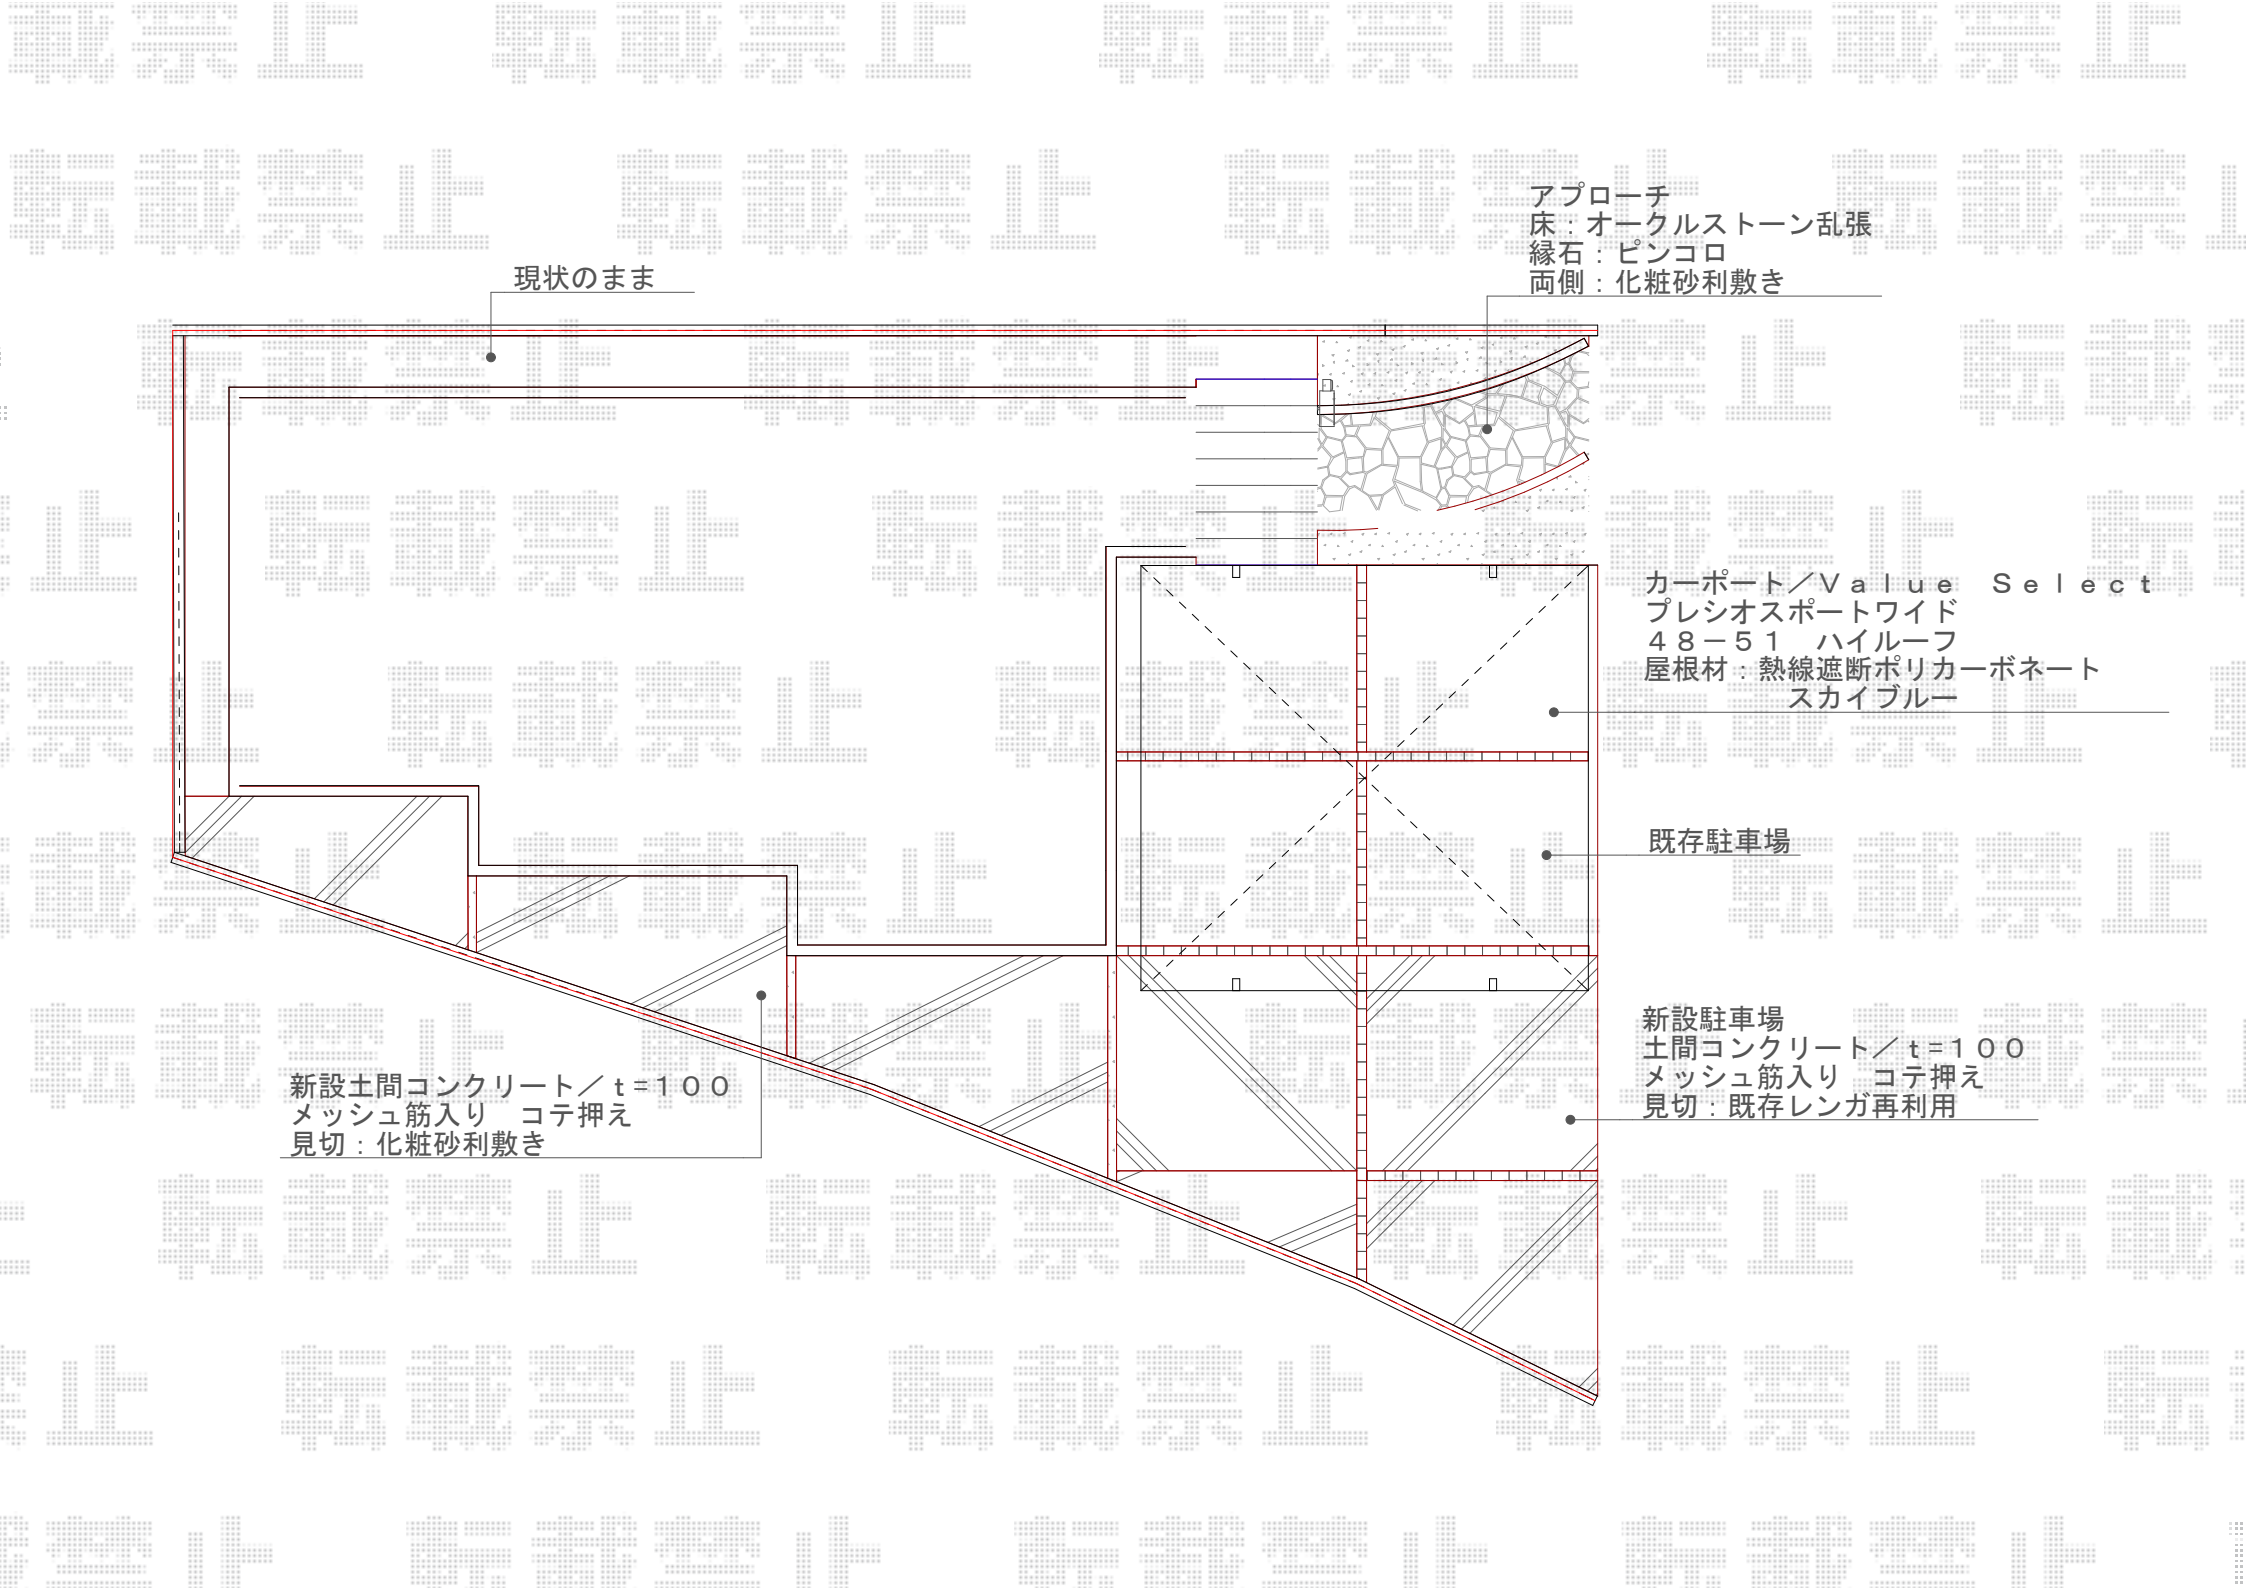 アプローチ
床：オークルストーン乱張
縁石：ピンコロ
両側：化粧砂利敷き
現状のまま
カーポート／Ｖａｌｕｅ　Ｓｅｌｅｃｔ
プレシオスポートワイド
４８－５１　ハイルーフ
屋根材：熱線遮断ポリカーボネート
スカイブルー
既存駐車場
新設駐車場
土間コンクリート／ｔ=１００
メッシュ筋入り　コテ押え
見切：既存レンガ再利用
新設土間コンクリート／ｔ=１００
メッシュ筋入り　コテ押え
見切：化粧砂利敷き
転載禁止